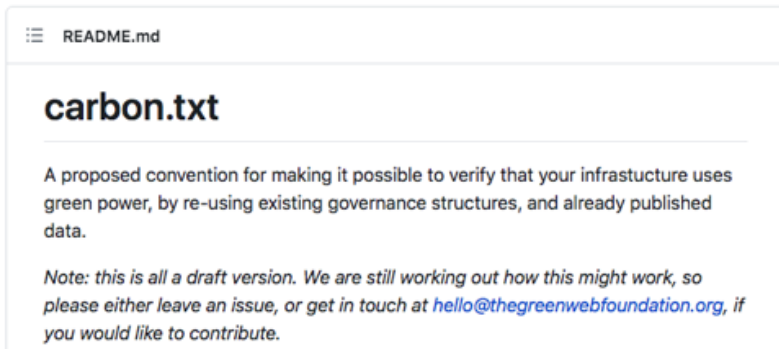 README.md
carbon.txt
A proposed convention for making it possible to verify that your infrastucture uses
green power, by re-using existing governance structures, and already published
data.
Note: this is all a draft version. We are still working out how this might work, so
please either leave an issue, or get in touch at hello@thegreenwebfoundation.org, if
you would like to contribute.